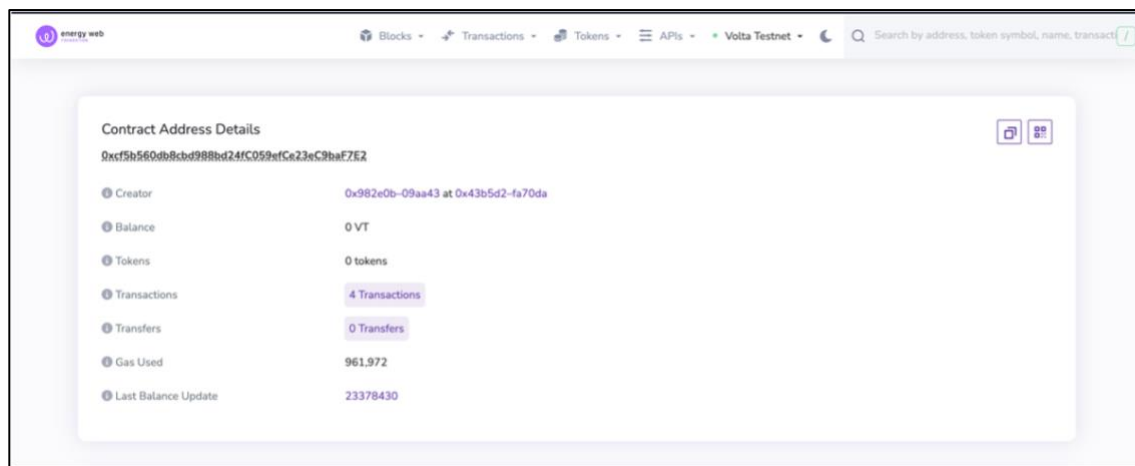 energy web
FOUNDATION
Blocks
Transactions
Tokens
APIs
Volta Testnet
Search by address, token symbol, name, transacti
/
Contract Address Details
0xcf5b560db8cbd988bd24fC059efCe23eC9baF7E2
Creator 0x982e0b–09aa43 at 0x43b5d2–fa70da
Balance 0 VT
Tokens 0 tokens
Transactions 4 Transactions
Transfers 0 Transfers
Gas Used 961,972
Last Balance Update 23378430